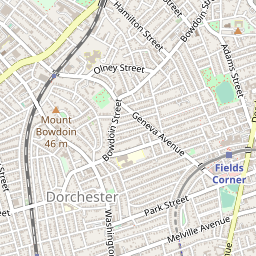 Hamilton Street
Bowdoin Street
Adams Street
Olney Street
Mount
Bowdoin
46 m
Bowdoin Street
Geneva Avenue
Fields
Corner
Dorchester
Park Street
Washington
Melville Avenue
Street